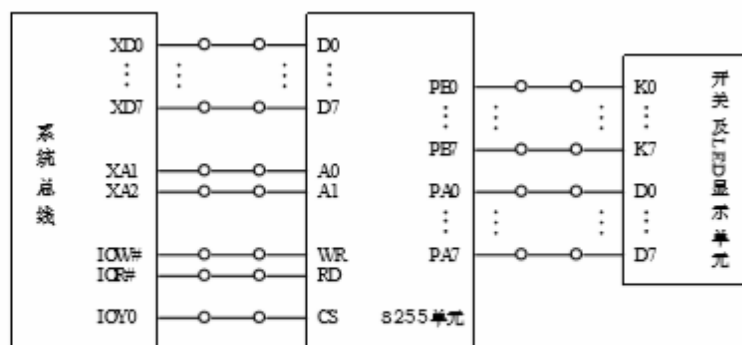 系统总线
XD0
XD7
XA1
XA2
IOW#
IOR#
IOY0
D0
D7
A0
A1
WR
RD
CS
PB0
PB7
PA0
PA7
8255单元
K0
K7
D0
D7
开关及LED显示单元